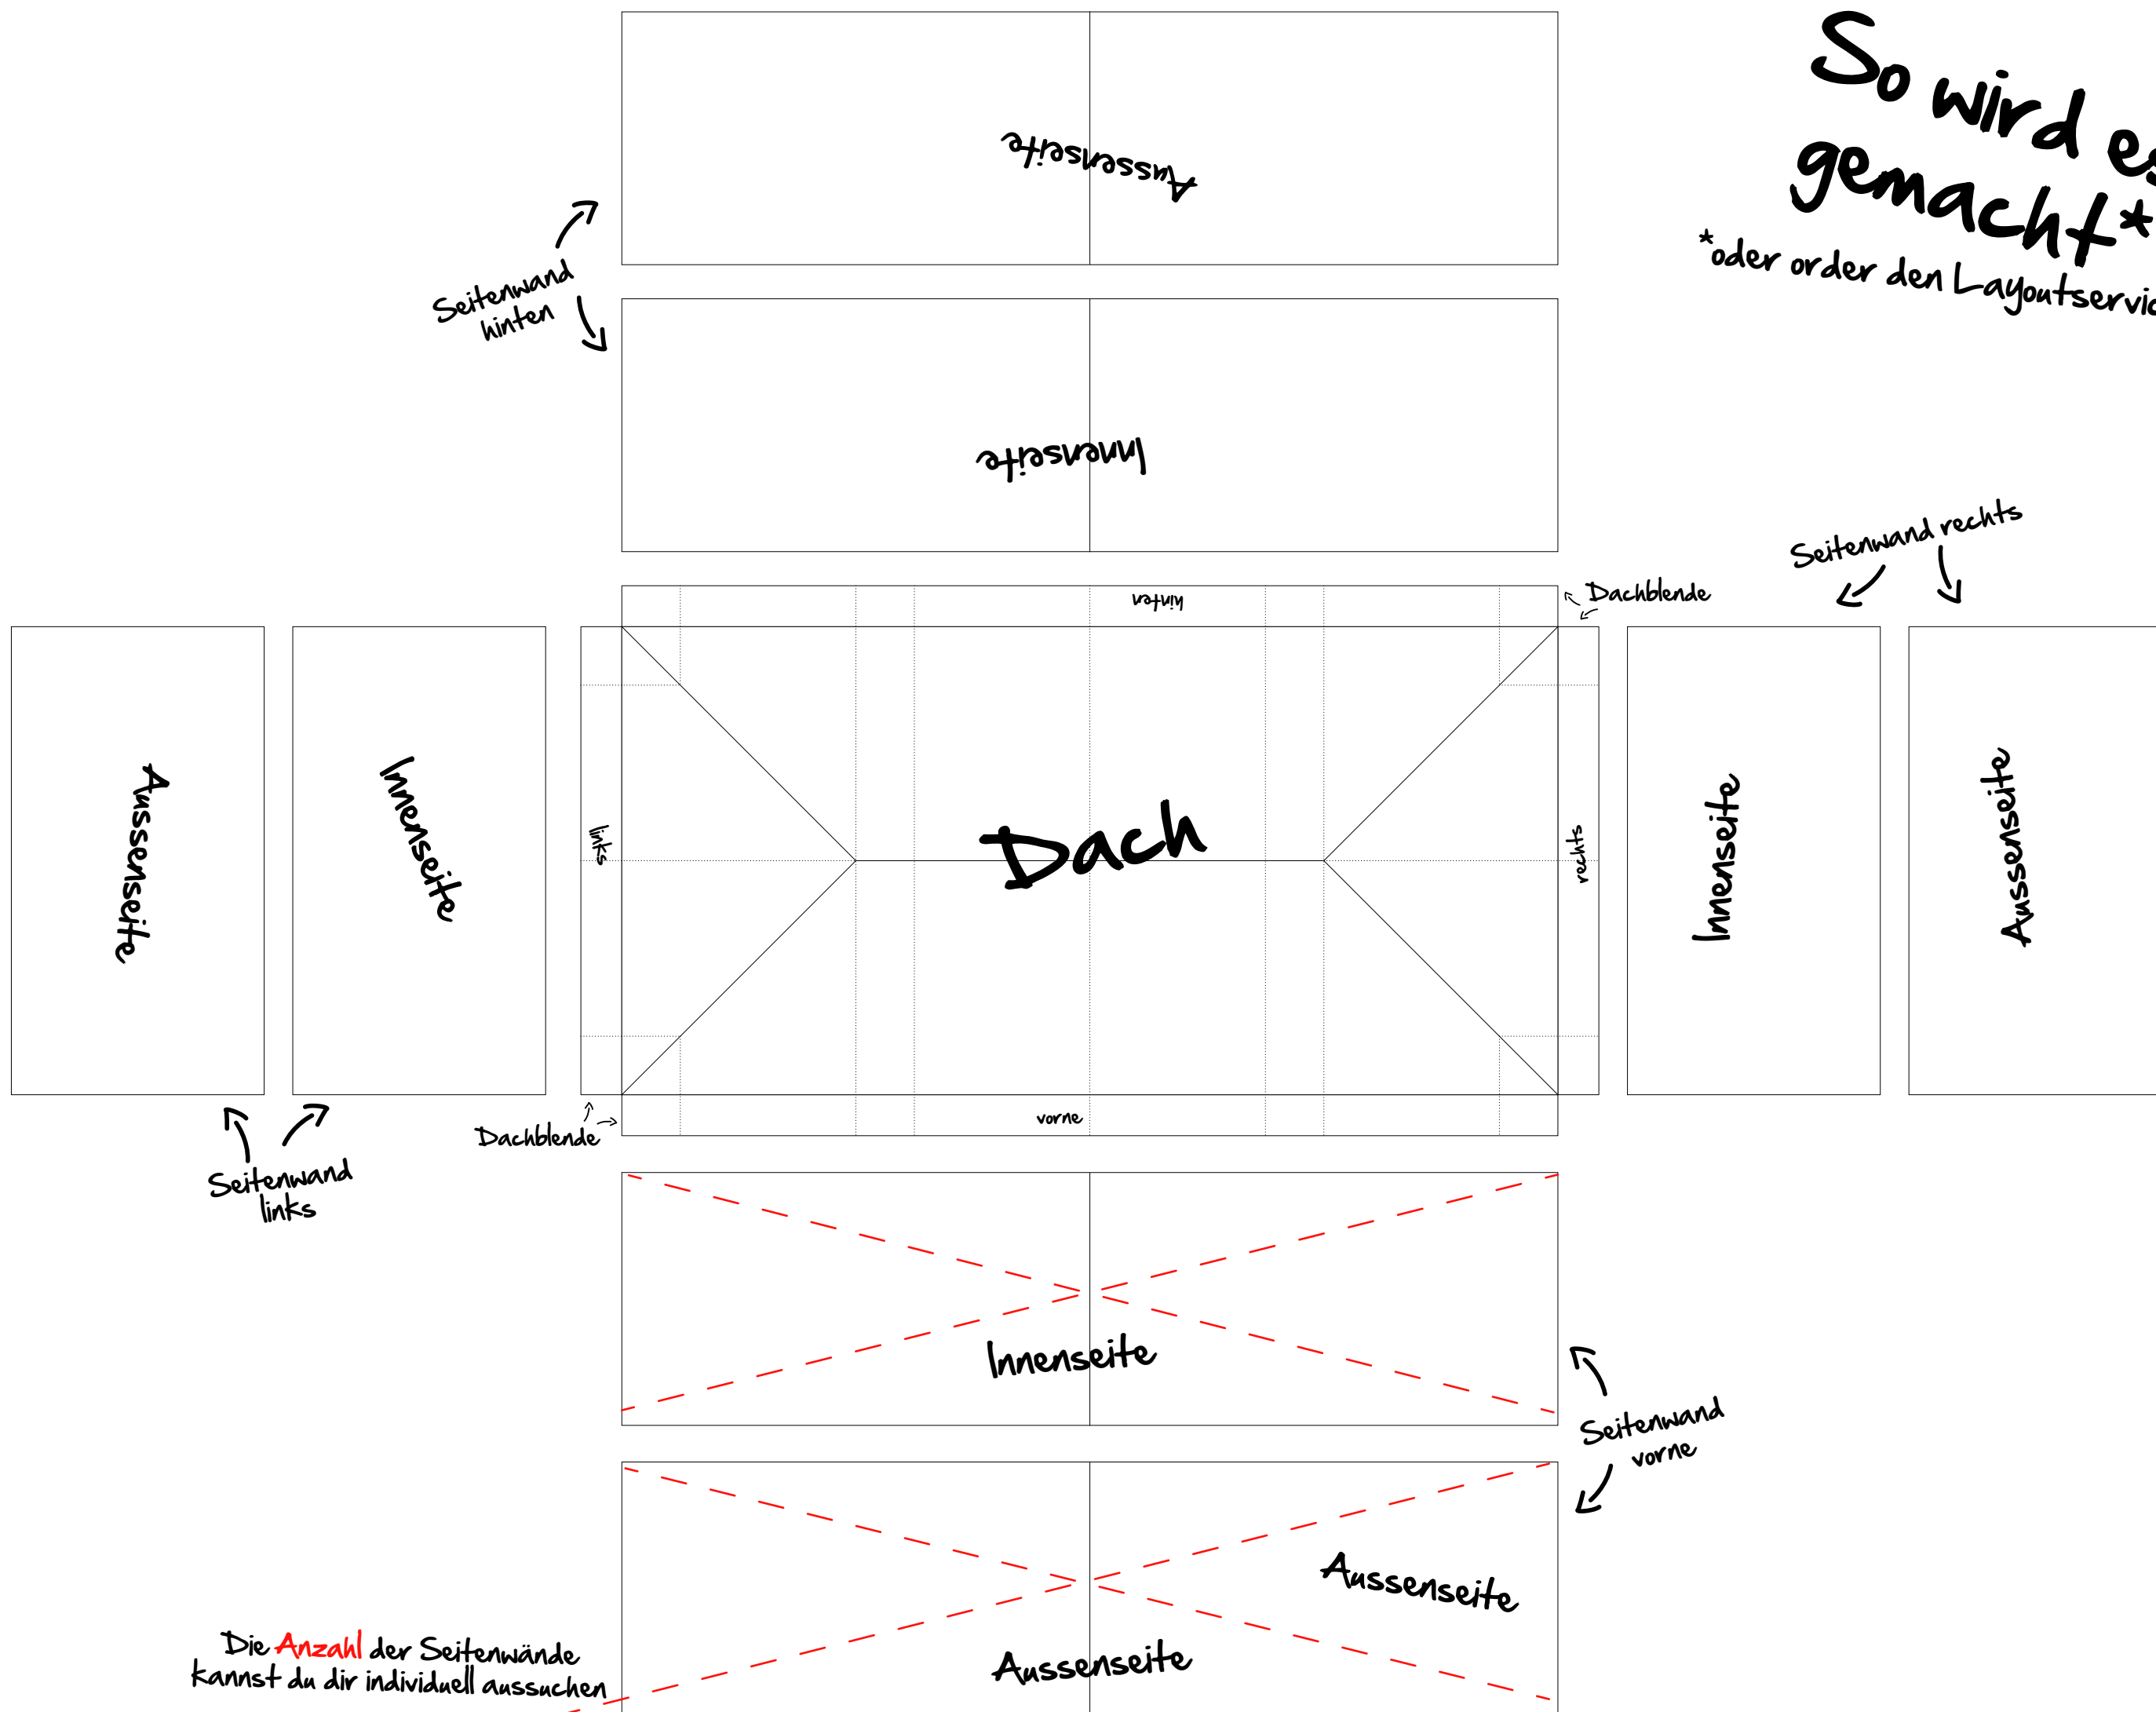 So wird es
gemacht*
*oder order den Layoutservic
Aussenseite
Seitenwand
hinten
Innenseite
Seitenwand rechts
Dachblende
hinten
Aussenseite
Innenseite
links
Dach
rechts
Innenseite
Aussenseite
vorne
Dachblende
Seitenwand
links
Innenseite
Seitenwand
vorne
Aussenseite
Aussenseite
Die Anzahl der Seitenwände
kannst du dir individuell aussuchen